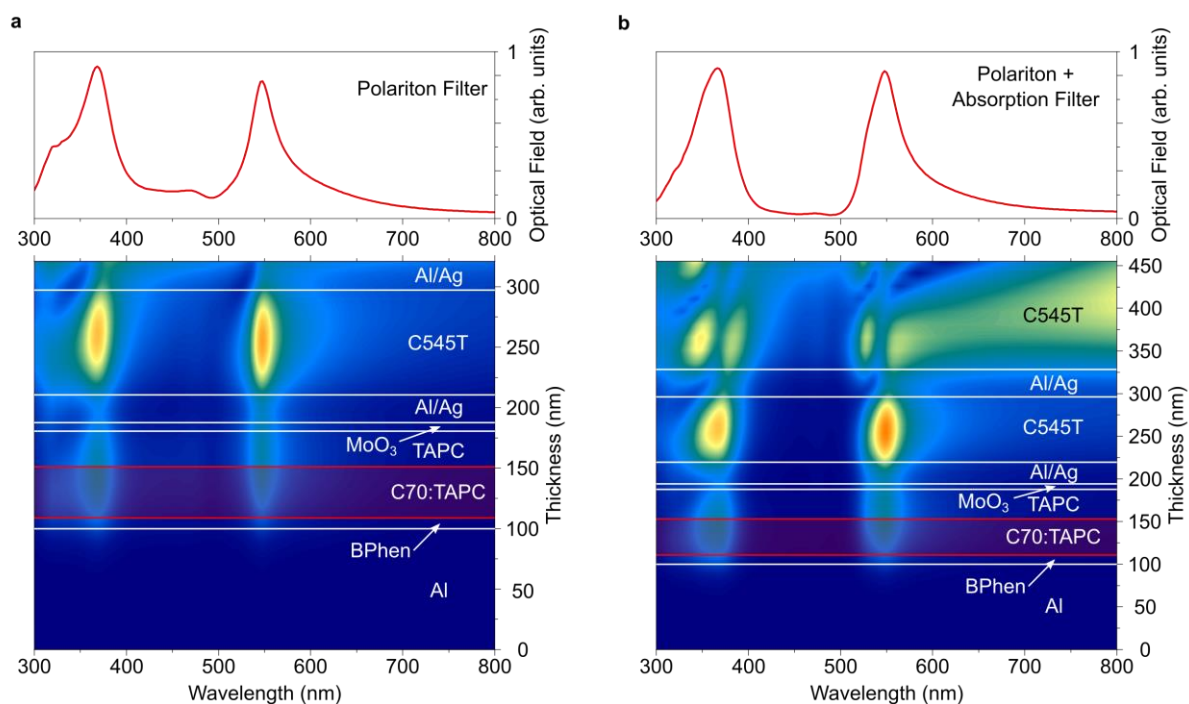 a
Polariton Filter
1
0
Optical Field (arb. units)
300 400 500 600 700 800
Al/Ag
C545T
Al/Ag
MoO3
TAPC
C70:TAPC
BPhen
Al
300
250
200
150
100
50
0
Thickness (nm)
300 400 500 600 700 800
Wavelength (nm)
b
Polariton +
Absorption Filter
1
0
Optical Field (arb. units)
300 400 500 600 700 800
C545T
Al/Ag
C545T
Al/Ag
MoO3
TAPC
C70:TAPC
BPhen
Al
450
400
350
300
250
200
150
100
50
0
Thickness (nm)
300 400 500 600 700 800
Wavelength (nm)